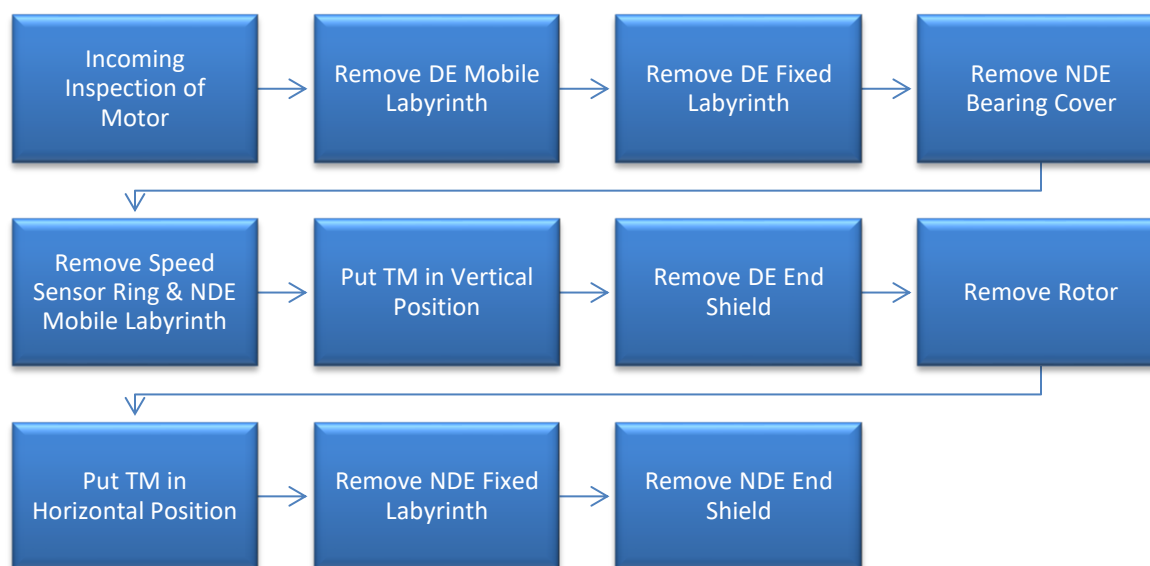 Incoming
Inspection of
Motor
Remove DE Mobile
Labyrinth
Remove DE Fixed
Labyrinth
Remove NDE
Bearing Cover
Remove Speed
Sensor Ring & NDE
Mobile Labyrinth
Put TM in Vertical
Position
Remove DE End
Shield
Remove Rotor
Put TM in
Horizontal Position
Remove NDE Fixed
Labyrinth
Remove NDE End
Shield